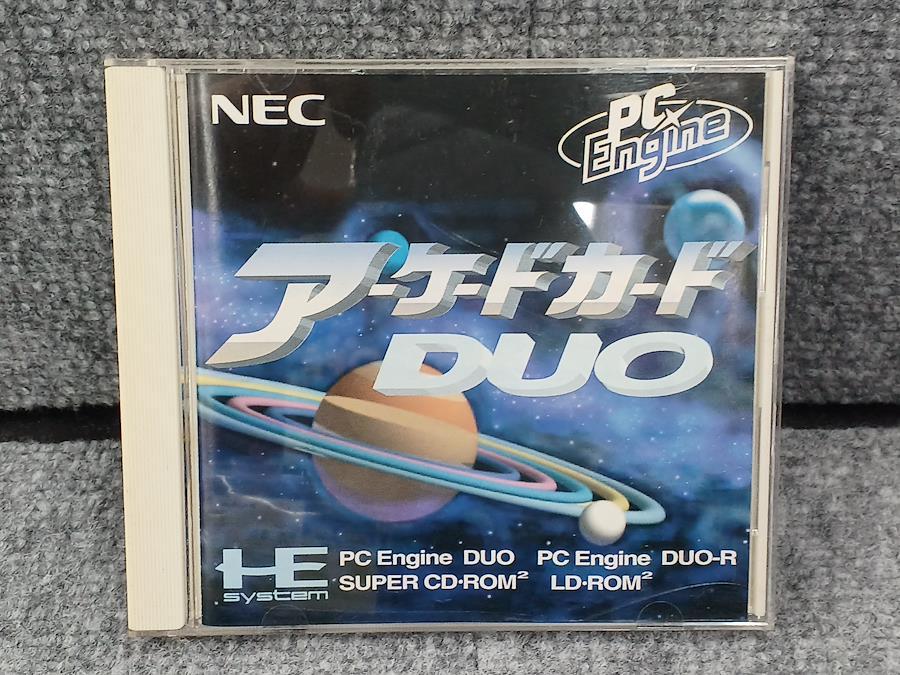 NEC
PC Engine
アーケードカード
DUO
HE system
PC Engine DUO PC Engine DUO-R
SUPER CD・ROM² LD・ROM²